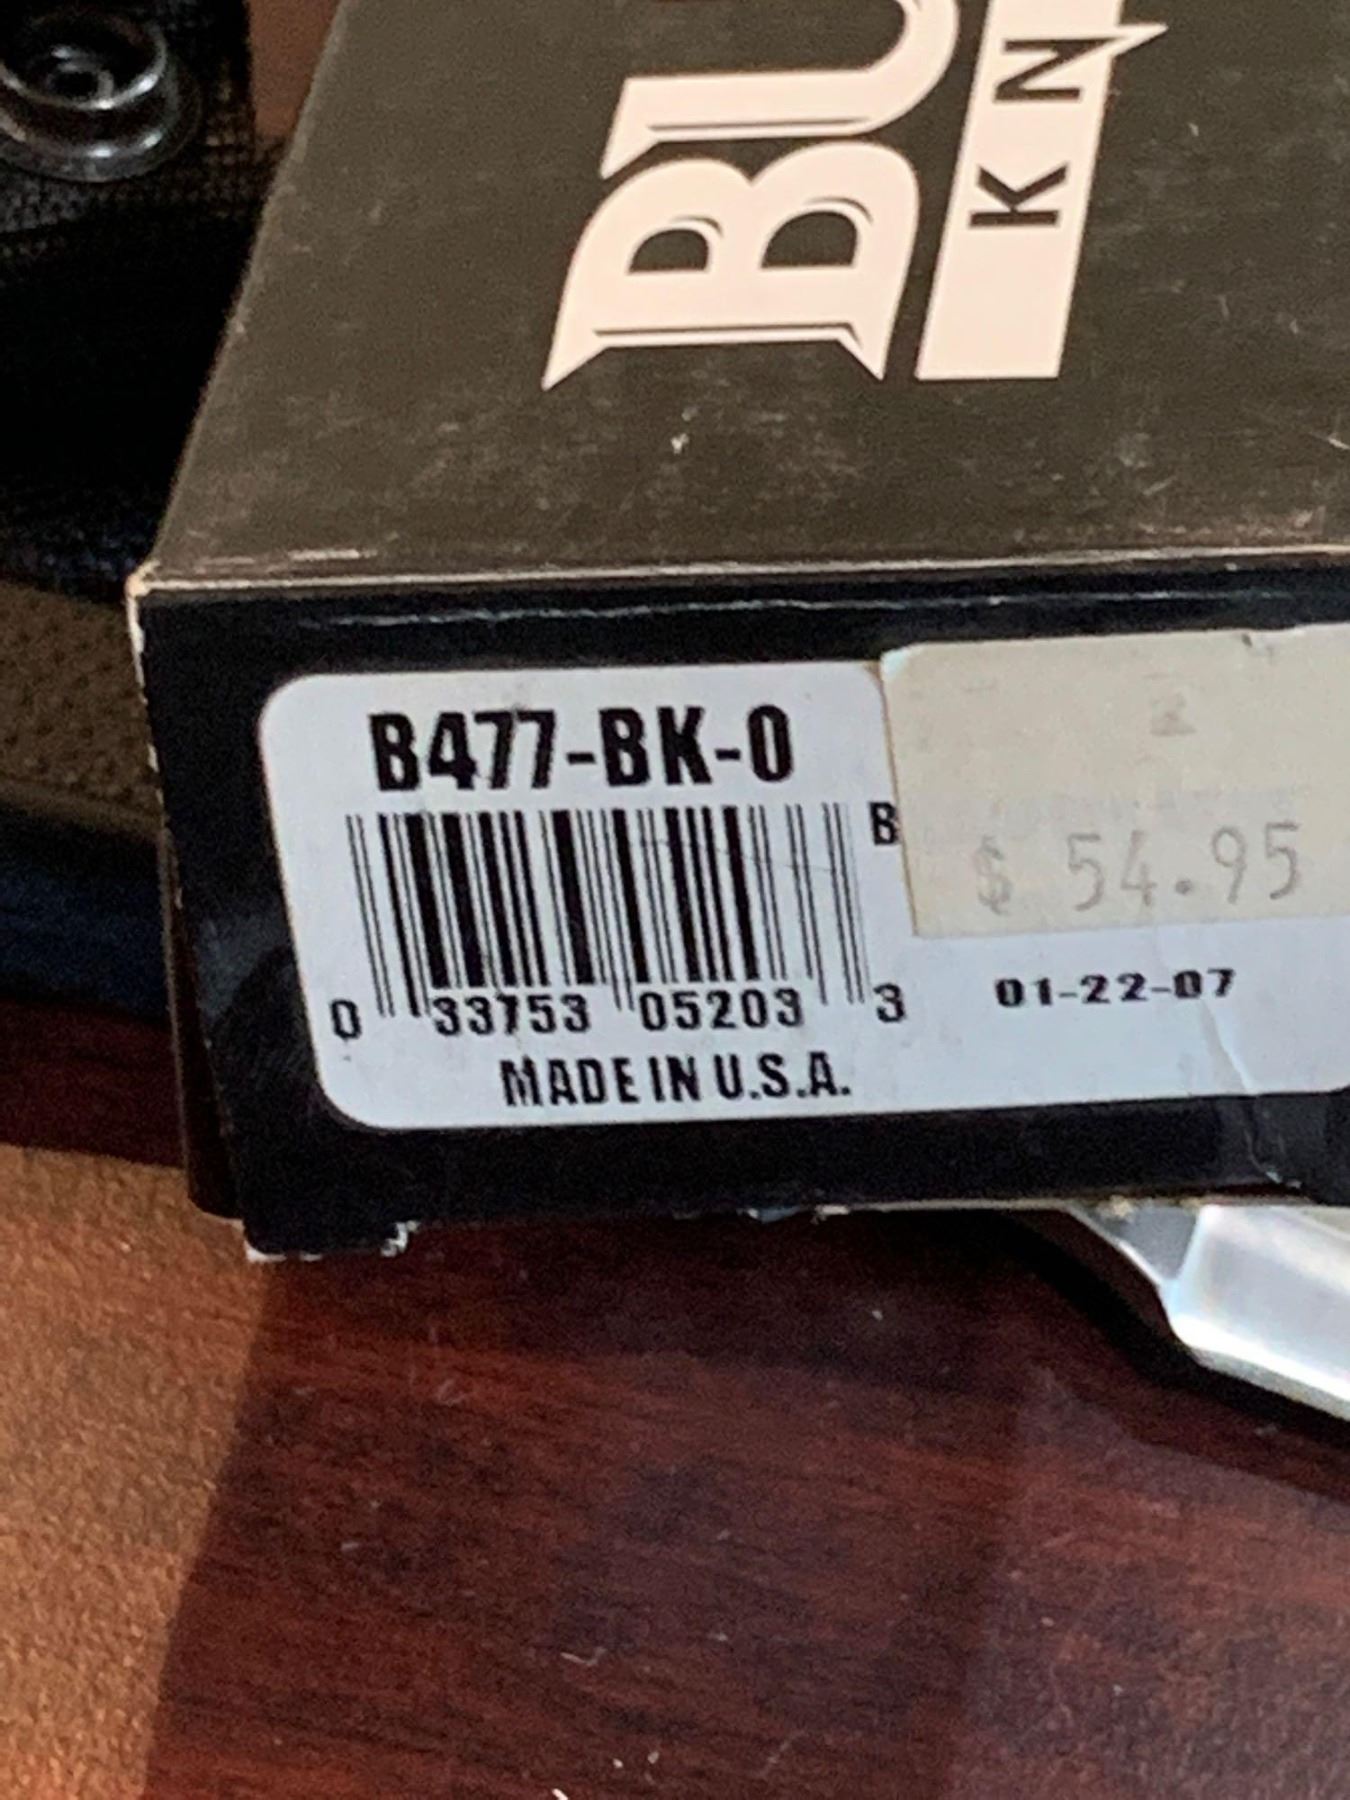 BU
KN
B477-BK-0
B
$ 54.95
0 33753 05203 3
01-22-07
MADE IN U.S.A.